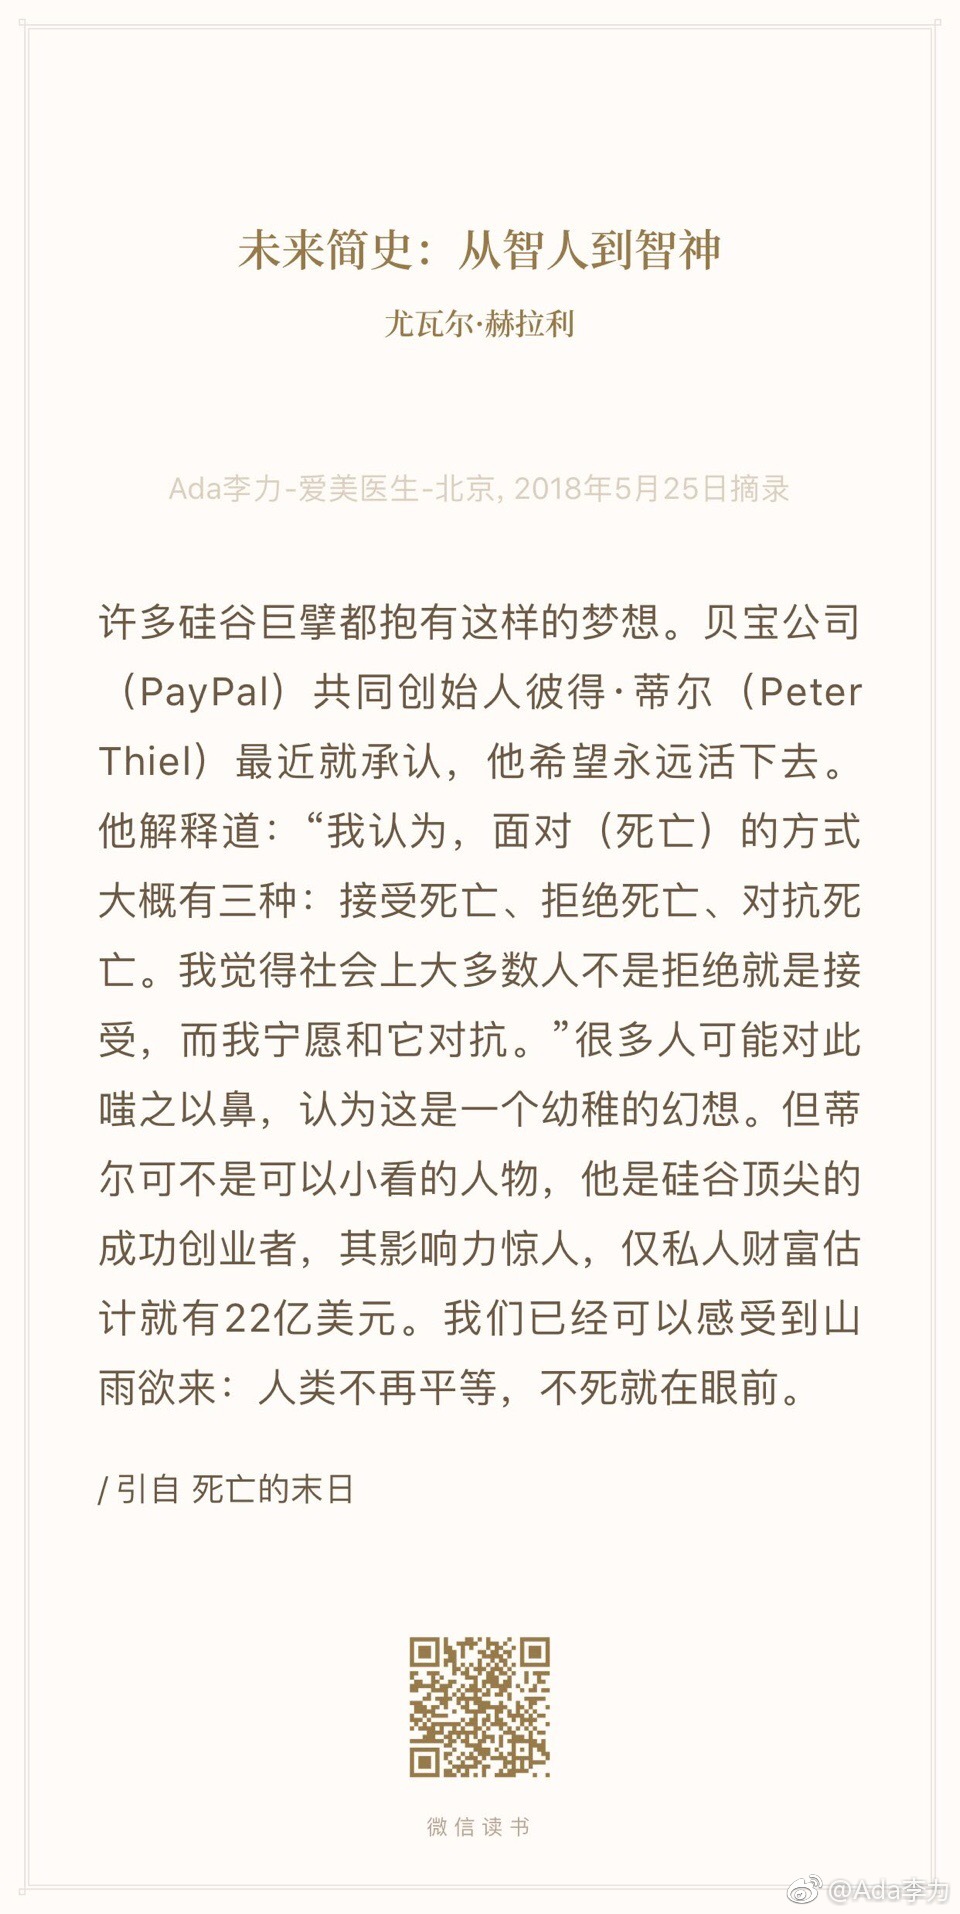 未来简史：从智人到智神
尤瓦尔·赫拉利
Ada李力-爱美医生-北京, 2018年5月25日摘录
许多硅谷巨擘都抱有这样的梦想。贝宝公司
（PayPal）共同创始人彼得·蒂尔（Peter
Thiel）最近就承认，他希望永远活下去。
他解释道：“我认为，面对（死亡）的方式
大概有三种：接受死亡、拒绝死亡、对抗死
亡。我觉得社会上大多数人不是拒绝就是接
受，而我宁愿和它对抗。”很多人可能对此
嗤之以鼻，认为这是一个幼稚的幻想。但蒂
尔可不是可以小看的人物，他是硅谷顶尖的
成功创业者，其影响力惊人，仅私人财富估
计就有22亿美元。我们已经可以感受到山
雨欲来：人类不再平等，不死就在眼前。
/ 引自 死亡的末日
微信读书
@Ada李力